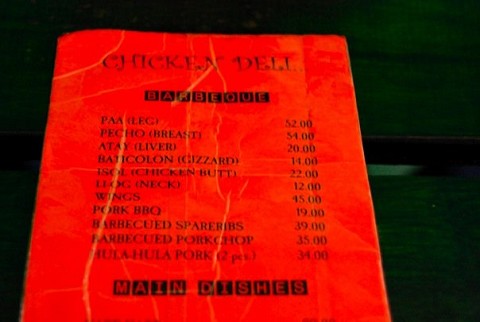 CHICKEN DELI
BARBEQUE
PAA (LEG) 52.00
PECHO (BREAST) 54.00
ATAY (LIVER) 20.00
BATICOLON (GIZZARD) 14.00
ISOL (CHICKEN BUTT) 22.00
LI-OG (NECK) 12.00
WINGS 45.00
PORK BBQ 19.00
BARBECUED SPARERIBS 39.00
BARBECUED PORKCHOP 35.00
HULA-HULA PORK (2 pcs.) 34.00
MAIN DISHES